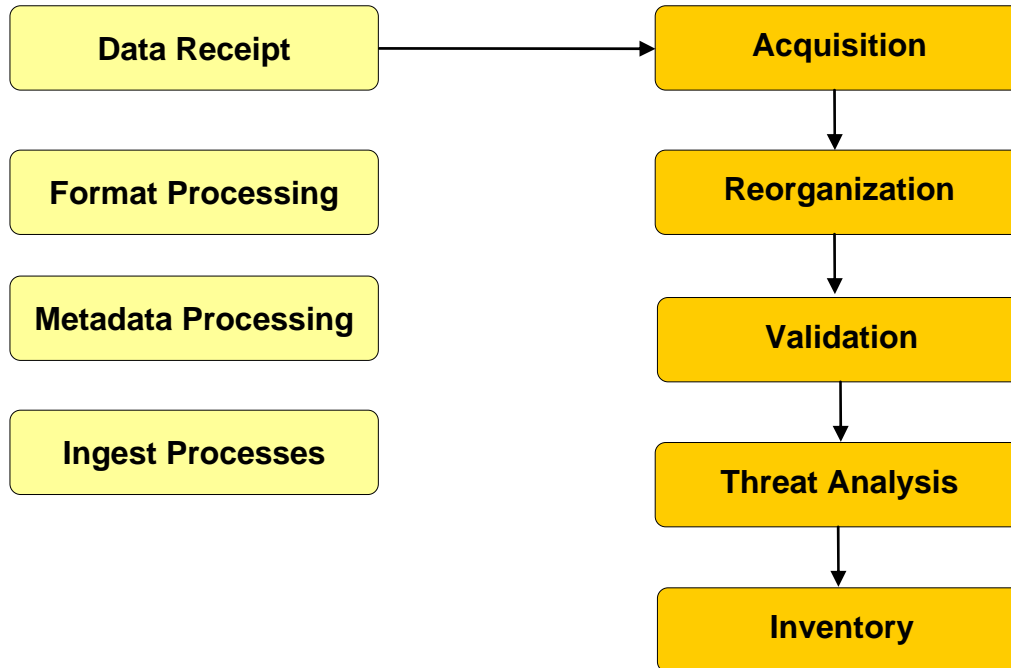 Data Receipt
Format Processing
Metadata Processing
Ingest Processes
Acquisition
Reorganization
Validation
Threat Analysis
Inventory